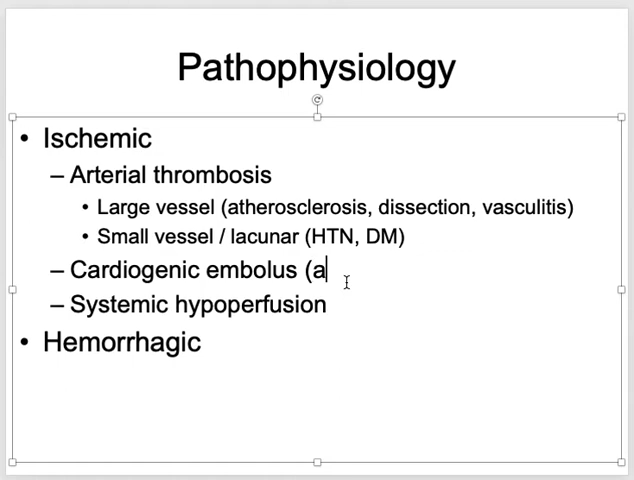 Pathophysiology
• Ischemic
– Arterial thrombosis
• Large vessel (atherosclerosis, dissection, vasculitis)
• Small vessel / lacunar (HTN, DM)
– Cardiogenic embolus (a
– Systemic hypoperfusion
• Hemorrhagic